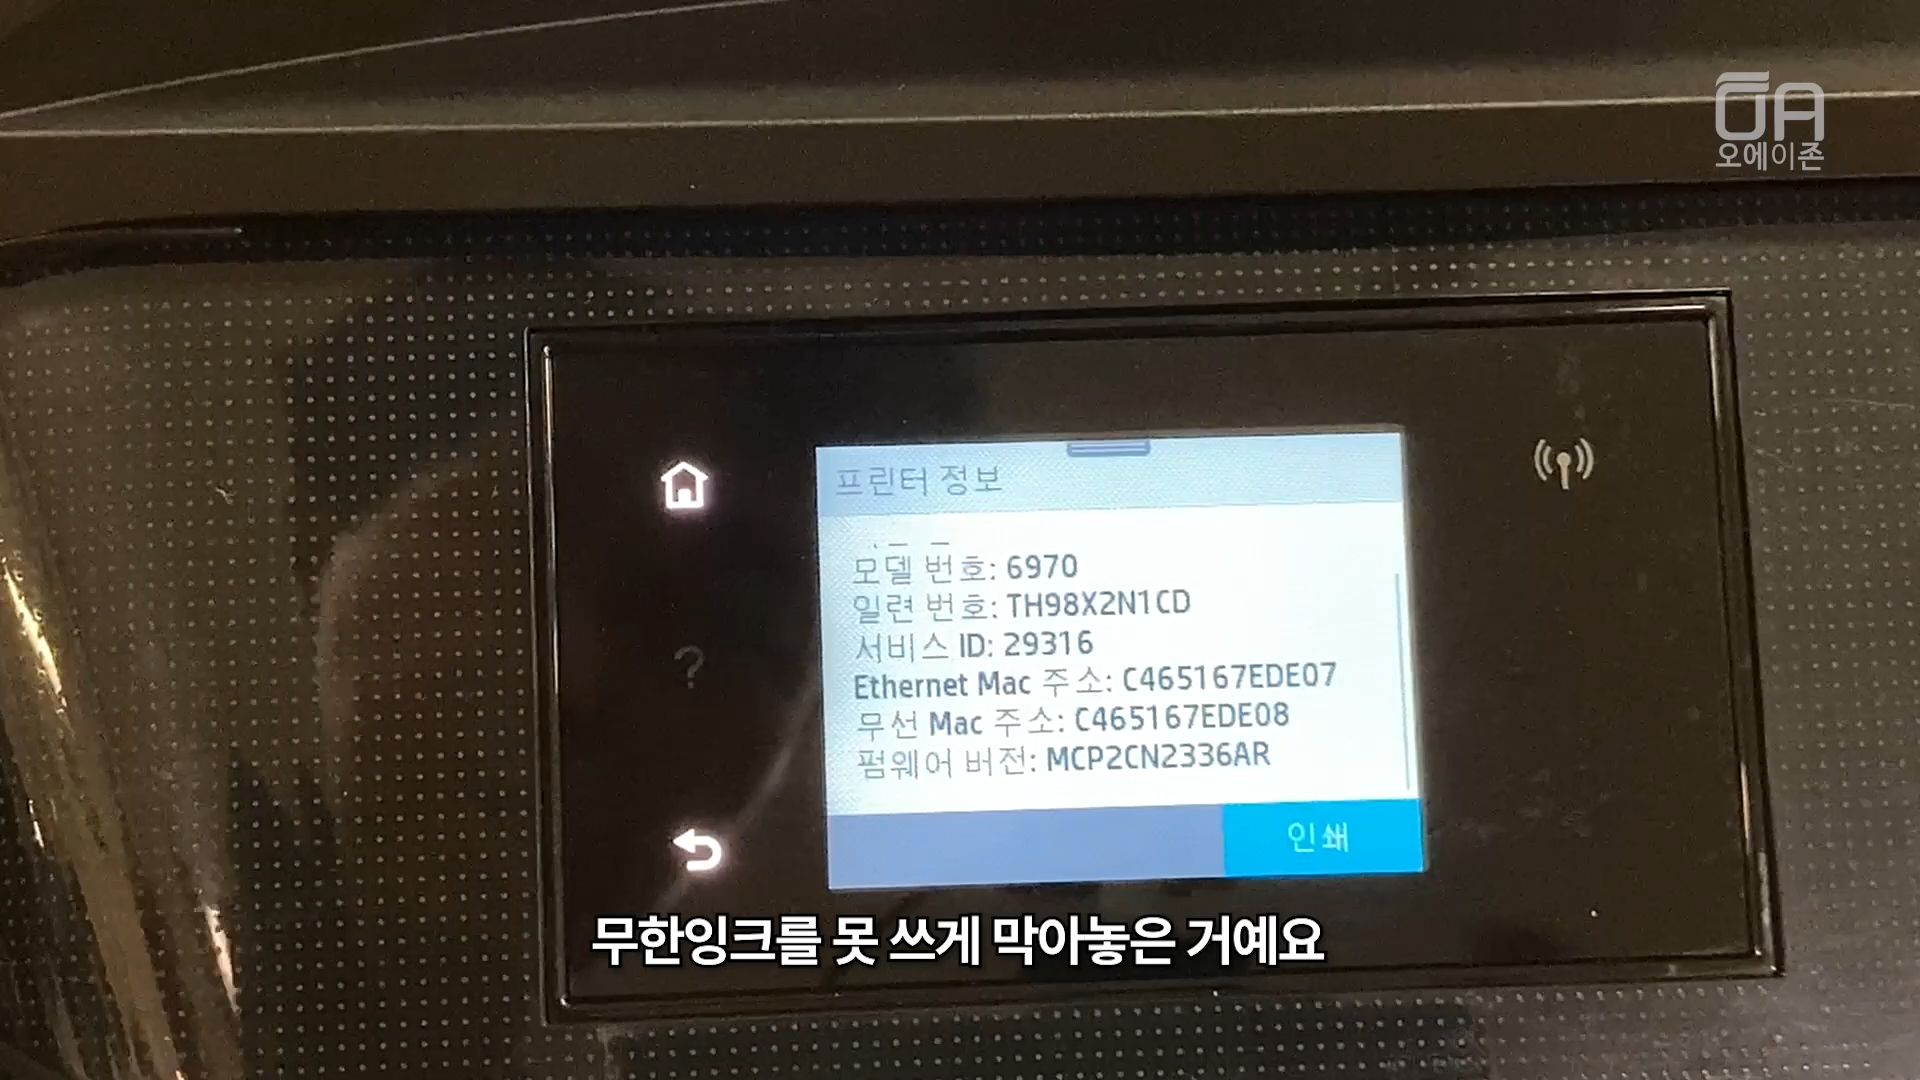 오에이존
프린터 정보
모델 번호: 6970
일련 번호: TH98X2N1CD
서비스 ID: 29316
Ethernet Mac 주소: C465167EDE07
무선 Mac 주소: C465167EDE08
펌웨어 버전: MCP2CN2336AR
인쇄
무한잉크를 못 쓰게 막아놓은 거예요